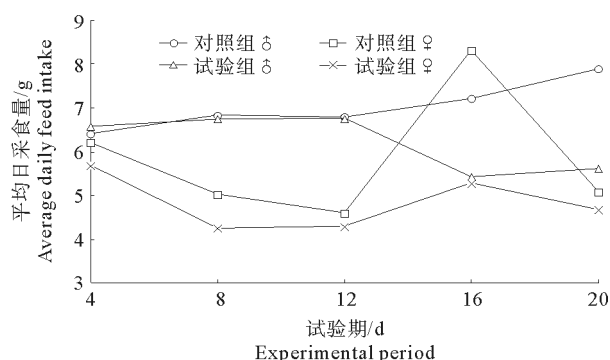 9
8
7
6
5
4
3
4 8 12 16 20
对照组♂ 对照组♀
试验组♂ 试验组♀
平均日采食量/g
Average daily feed intake
试验期/d
Experimental period